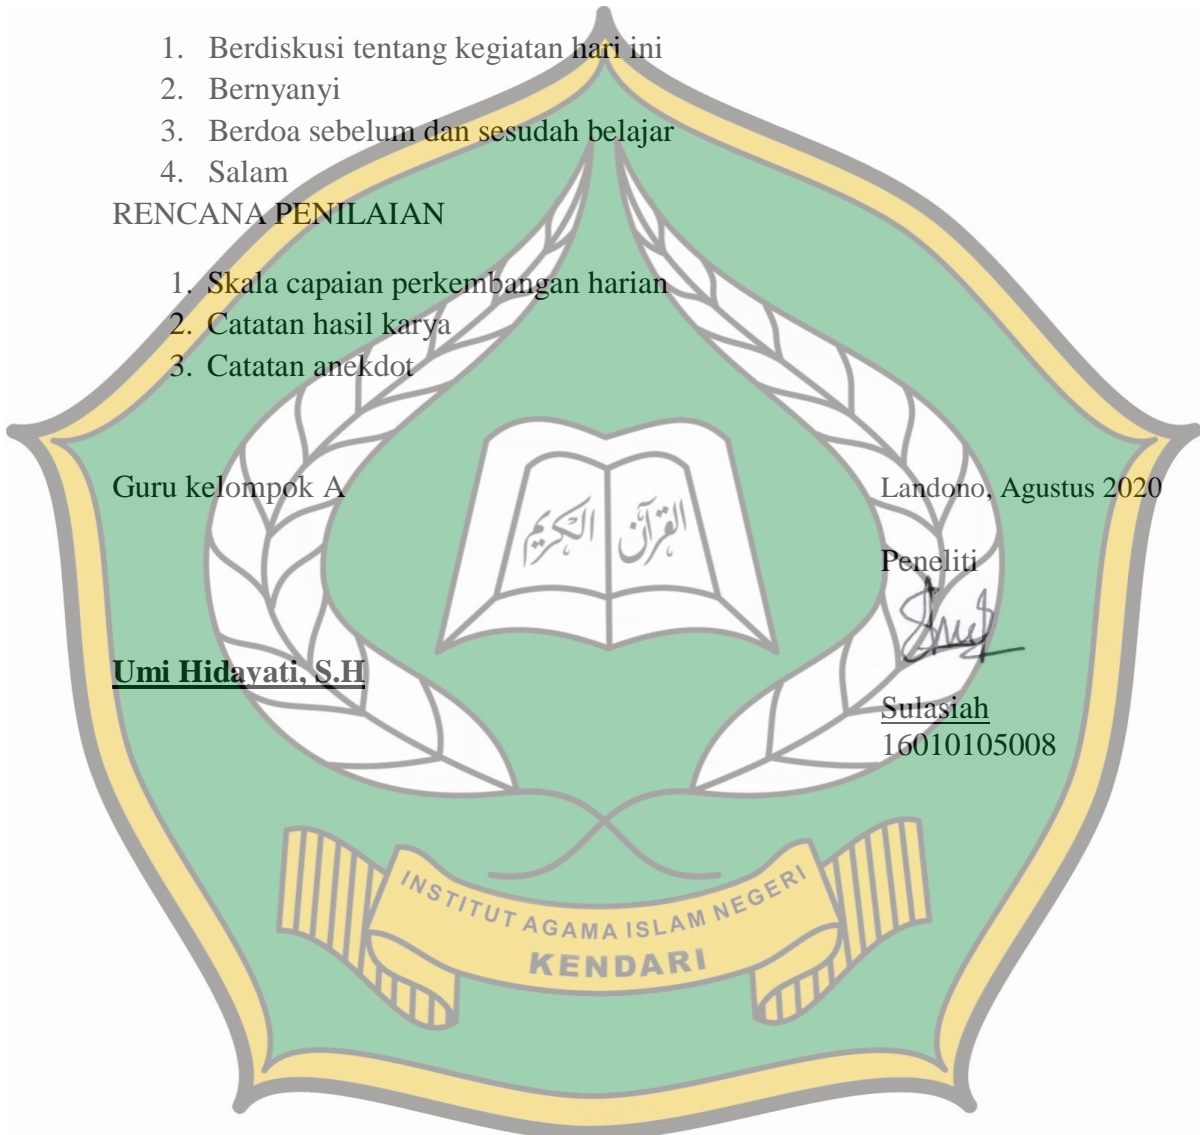 1. Berdiskusi tentang kegiatan hari ini
2. Bernyanyi
3. Berdoa sebelum dan sesudah belajar
4. Salam
RENCANA PENILAIAN
1. Skala capaian perkembangan harian
2. Catatan hasil karya
3. Catatan anekdot
Guru kelompok A
Landono, Agustus 2020
Peneliti
Umi Hidayati, S.H
Sulasiah
16010105008
القرآن الكريم
INSTITUT AGAMA ISLAM NEGERI
KENDARI